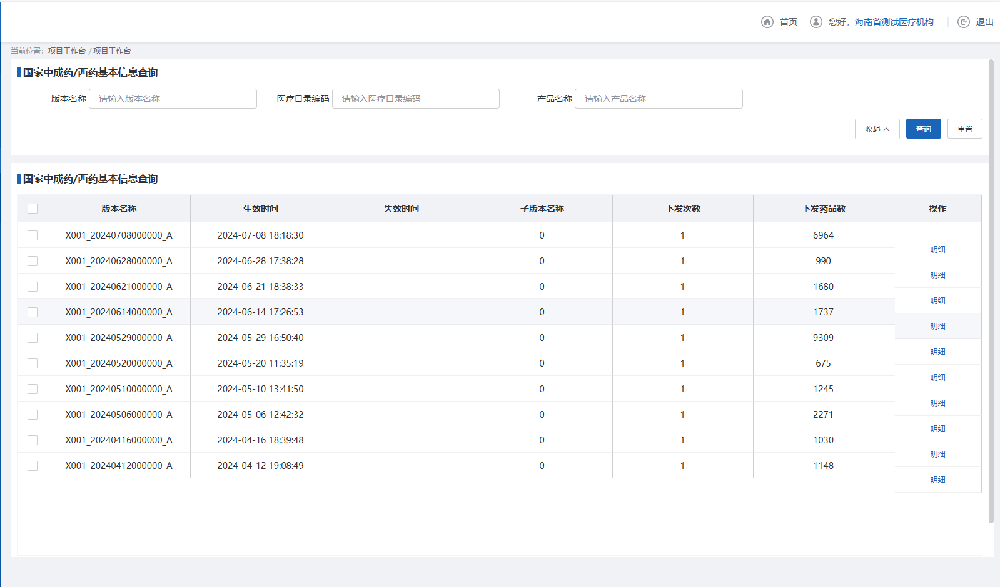 首页 您好，海南省测试医疗机构 退出
当前位置：项目工作台 / 项目工作台
国家中成药/西药基本信息查询
版本名称 请输入版本名称 医疗目录编码 请输入医疗目录编码 产品名称 请输入产品名称
收起 查询 重置
国家中成药/西药基本信息查询
版本名称 生效时间 失效时间 子版本名称 下发次数 下发药品数 操作
X001_20240708000000_A 2024-07-08 18:18:30 0 1 6964 明细
X001_20240628000000_A 2024-06-28 17:38:28 0 1 990 明细
X001_20240621000000_A 2024-06-21 18:38:33 0 1 1680 明细
X001_20240614000000_A 2024-06-14 17:26:53 0 1 1737 明细
X001_20240529000000_A 2024-05-29 16:50:40 0 1 9309 明细
X001_20240520000000_A 2024-05-20 11:35:19 0 1 675 明细
X001_20240510000000_A 2024-05-10 13:41:50 0 1 1245 明细
X001_20240506000000_A 2024-05-06 12:42:32 0 1 2271 明细
X001_20240416000000_A 2024-04-16 18:39:48 0 1 1030 明细
X001_20240412000000_A 2024-04-12 19:08:49 0 1 1148 明细